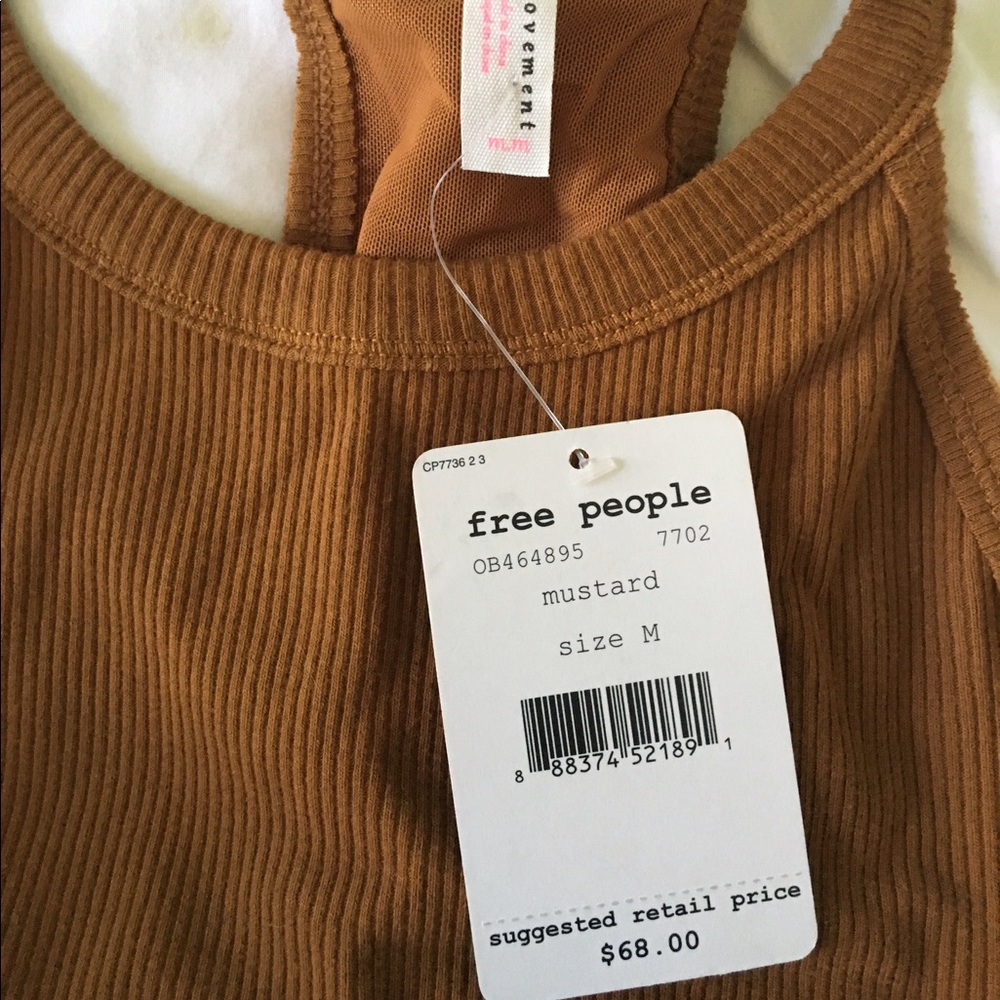 ovement
M/M
CP7736 2 3
free people
OB464895 7702
mustard
size M
8 88374 52189 1
suggested retail price
$68.00